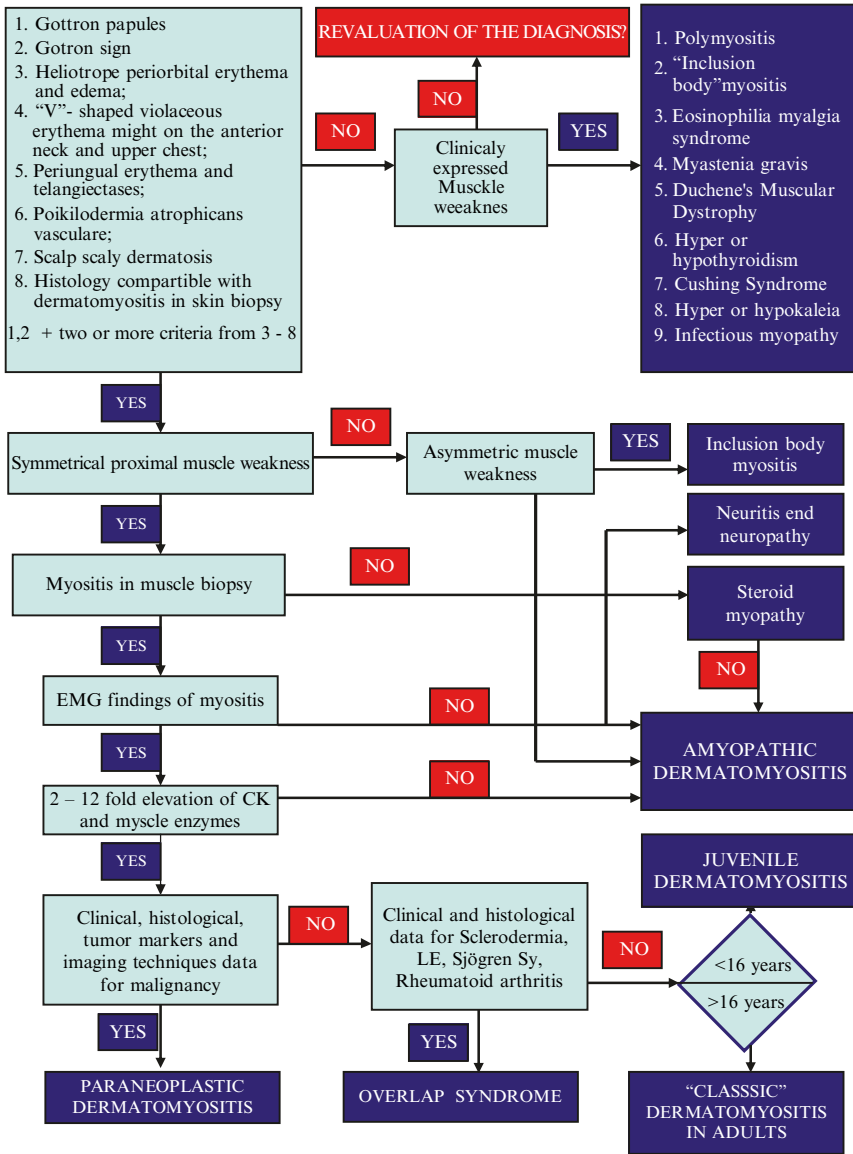 1. Gottron papules
2. Gotron sign
3. Heliotrope periorbital erythema
and edema;
4. “V”- shaped violaceous
erythema might on the anterior
neck and upper chest;
5. Periungual erythema and
telangiectases;
6. Poikilodermia atrophicans
vasculare;
7. Scalp scaly dermatosis
8. Histology compartible with
dermatomyositis in skin biopsy
1,2 + two or more criteria from 3 - 8
NO
REVALUATION OF THE DIAGNOSIS?
NO
Clinicaly
expressed
Musckle
weeaknes
YES
1. Polymyositis
2. “Inclusion
body”myositis
3. Eosinophilia myalgia
syndrome
4. Myastenia gravis
5. Duchene's Muscular
Dystrophy
6. Hyper or
hypothyroidism
7. Cushing Syndrome
8. Hyper or hypokaleia
9. Infectious myopathy
YES
Symmetrical proximal muscle weakness
NO
Asymmetric muscle
weakness
YES
Inclusion body
myositis
YES
Neuritis end
neuropathy
Myositis in muscle biopsy
NO
Steroid
myopathy
YES
NO
EMG findings of myositis
NO
AMYOPATHIC
DERMATOMYOSITIS
YES
2 – 12 fold elevation of CK
and myscle enzymes
NO
YES
Clinical, histological,
tumor markers and
imaging techniques data
for malignancy
NO
Clinical and histological
data for Sclerodermia,
LE, Sjögren Sy,
Rheumatoid arthritis
NO
JUVENILE
DERMATOMYOSITIS
<16 years
>16 years
YES
PARANEOPLASTIC
DERMATOMYOSITIS
YES
OVERLAP SYNDROME
“CLASSSIC”
DERMATOMYOSITIS
IN ADULTS